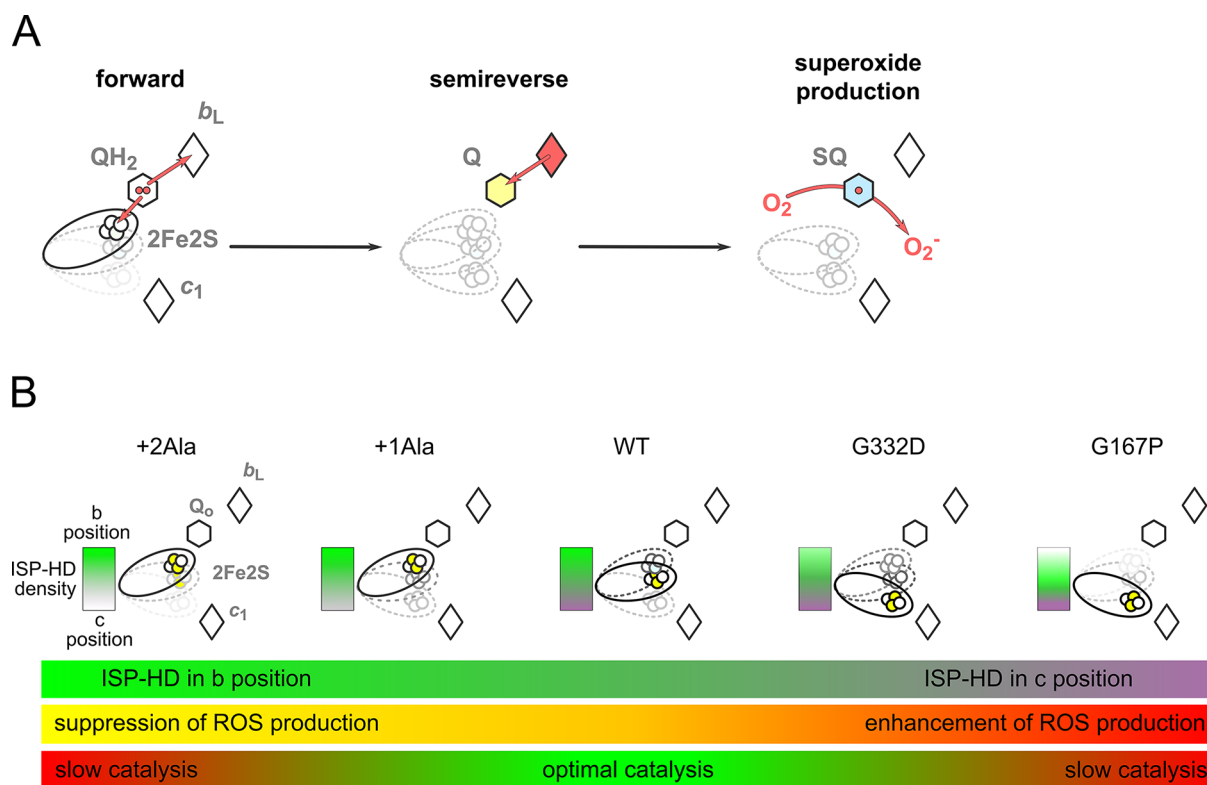 A
forward
semireverse
superoxide
production
bL
QH2
Q
SQ
O2
2Fe2S
O2-
c1
B
+2Ala
+1Ala
WT
G332D
G167P
bL
b
position
Qo
ISP-HD
density
2Fe2S
c
position
c1
ISP-HD in b position
ISP-HD in c position
suppression of ROS production
enhancement of ROS production
slow catalysis
optimal catalysis
slow catalysis